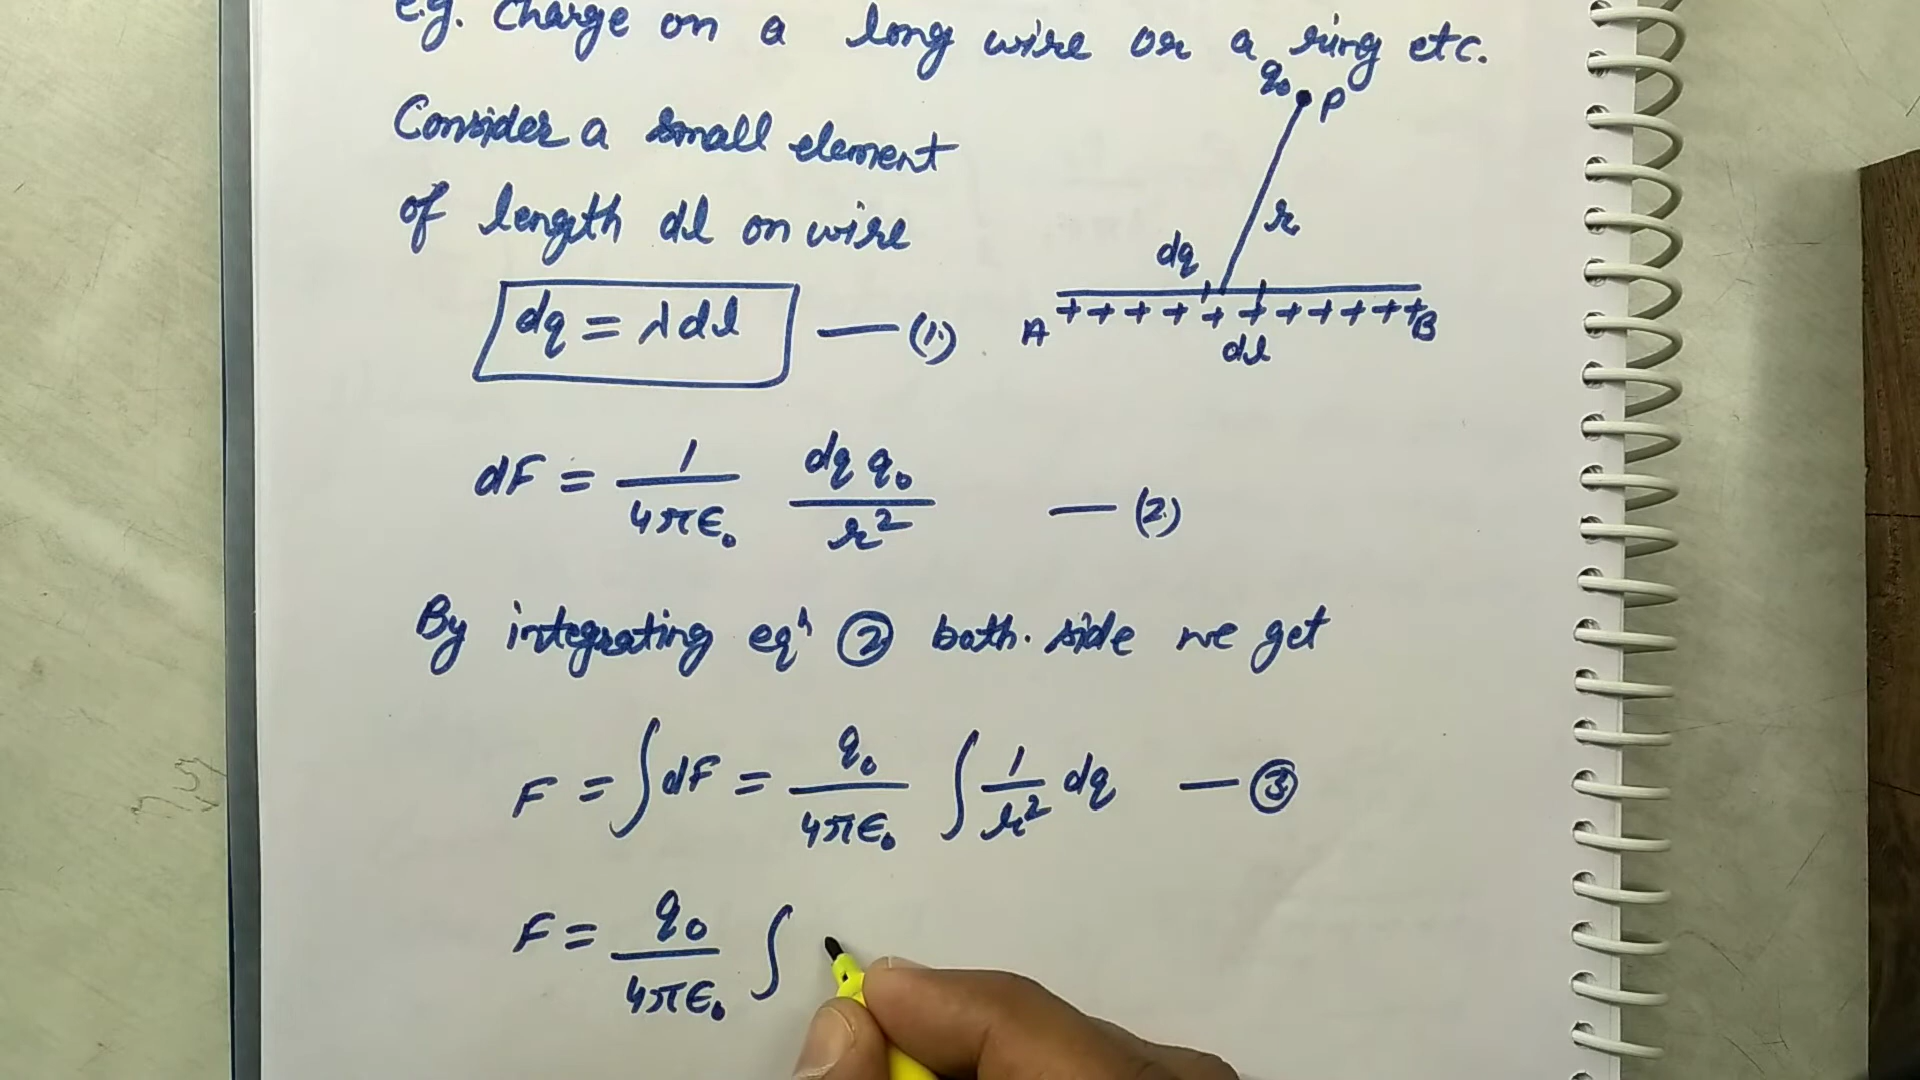 e.g. Charge on a long wire or a ring etc.
Consider a small element
of length dl on wire
q₀ P
r
dq
A + + + + + + + + + + + B
dl
dq = λ dl — (1.)
dF = 1/4πϵ₀ dq q₀/r² — (2.)
By integrating eqⁿ ② both. side we get
F = ∫dF = q₀/4πϵ₀ ∫ 1/r² dq — ③
F = q₀/4πϵ₀ ∫